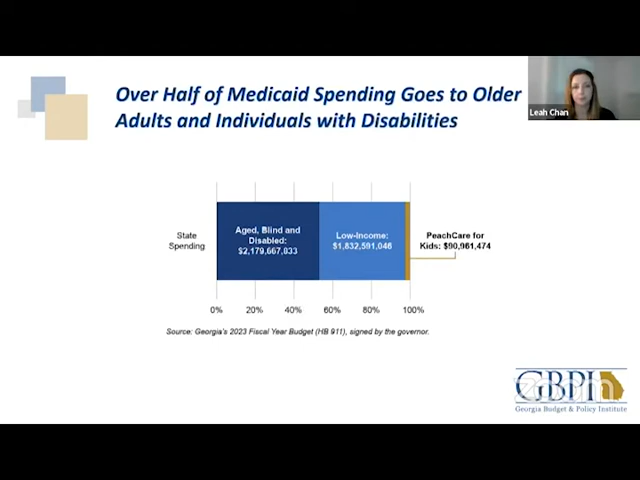 Over Half of Medicaid Spending Goes to Older
Adults and Individuals with Disabilities
Leah Chan
State
Spending
Aged, Blind and
Disabled:
$2,179,667,833
Low-Income:
$1,832,591,046
PeachCare for
Kids: $90,961,474
0% 20% 40% 60% 80% 100%
Source: Georgia's 2023 Fiscal Year Budget (HB 911), signed by the governor.
GBPI
zoom
Georgia Budget & Policy Institute